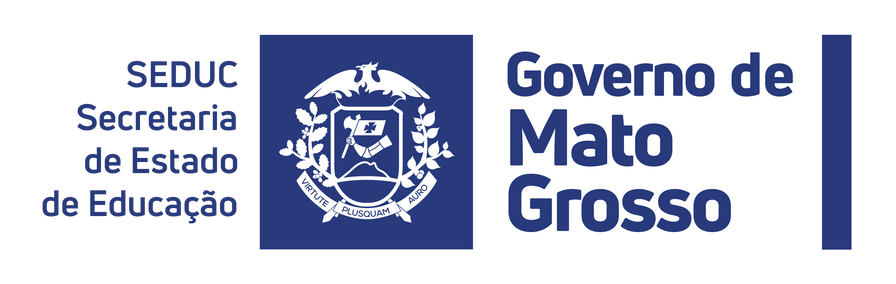 SEDUC
Secretaria
de Estado
de Educação
VIRTUTE PLUSQUAM AURO
Governo de
Mato
Grosso